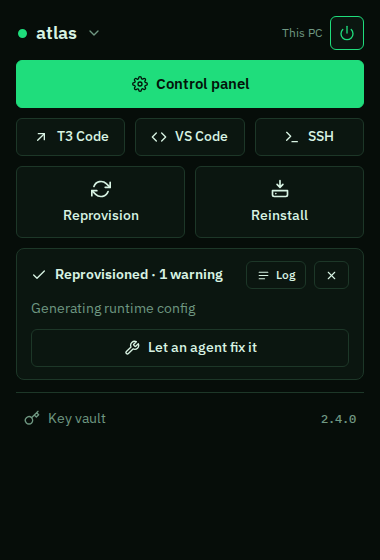 atlas
This PC
Control panel
T3 Code
VS Code
SSH
Reprovision
Reinstall
Reprovisioned · 1 warning
Log
Generating runtime config
Let an agent fix it
Key vault
2.4.0